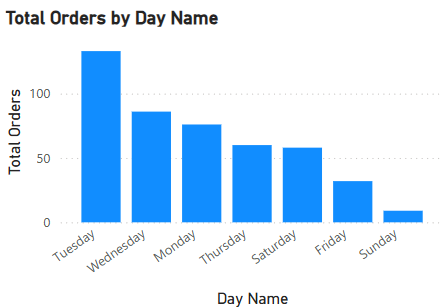 Total Orders by Day Name
Total Orders
100
50
0
Tuesday
Wednesday
Monday
Thursday
Saturday
Friday
Sunday
Day Name